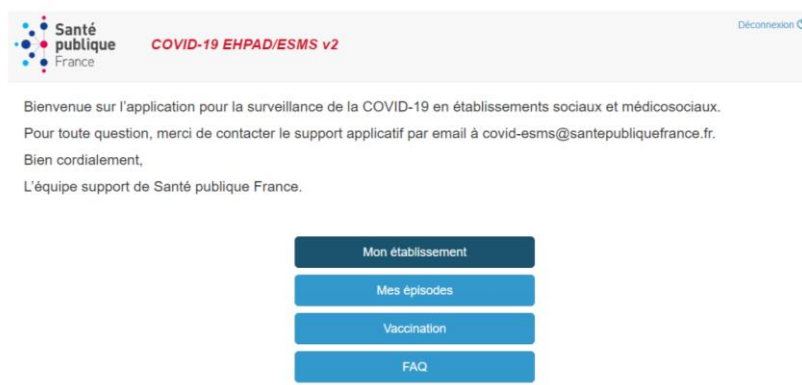 Santé
publique
France
COVID-19 EHPAD/ESMS v2
Déconnexion
Bienvenue sur l'application pour la surveillance de la COVID-19 en établissements sociaux et médicosociaux.
Pour toute question, merci de contacter le support applicatif par email à covid-esms@santepubliquefrance.fr.
Bien cordialement,
L'équipe support de Santé publique France.
Mon établissement
Mes épisodes
Vaccination
FAQ